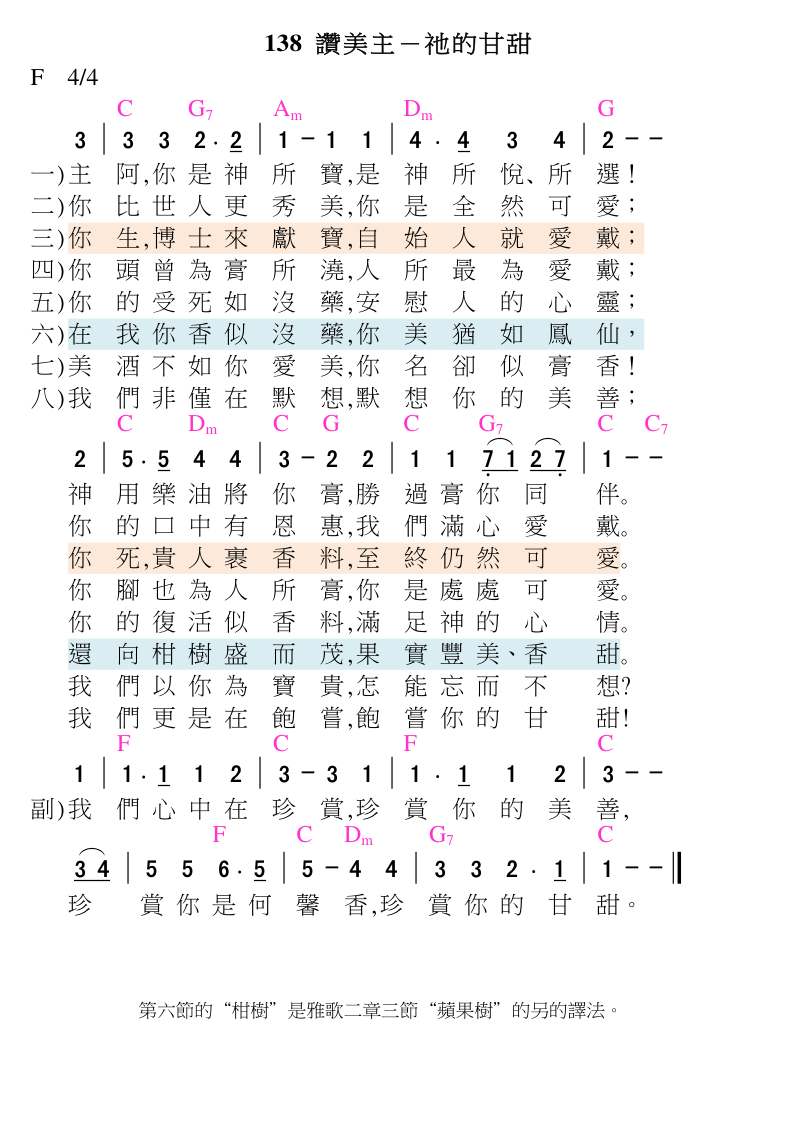 138 讚美主－祂的甘甜
F 4/4
C G7 Am Dm G
3 | 3 3 2 · 2 | 1 － 1 1 | 4 · 4 3 4 | 2 － －
一)主 阿,你是神 所 寶,是 神 所 悅、所 選！
二)你 比世人更 秀 美,你 是 全 然 可 愛；
三)你 生,博士來 獻 寶,自 始 人 就 愛 戴；
四)你 頭曾為膏 所 澆,人 所 最 為 愛 戴；
五)你 的受死如 沒 藥,安 慰 人 的 心 靈；
六)在 我你香似 沒 藥,你 美 猶 如 鳳 仙，
七)美 酒不如你 愛 美,你 名 卻 似 膏 香！
八)我 們非僅在 默 想,默 想 你 的 美 善；
C Dm C G C G7 C C7
2 | 5 · 5 4 4 | 3 － 2 2 | 1 1 7 1 2 7 | 1 － －
神 用樂油將 你 膏,勝 過膏你 同 伴。
你 的口中有 恩 惠,我 們滿心 愛 戴。
你 死,貴人裹 香 料,至 終仍然 可 愛。
你 腳也為人 所 膏,你 是處處 可 愛。
你 的復活似 香 料,滿 足神的 心 情。
還 向柑樹盛 而 茂,果 實豐美、香 甜。
我 們以你為 寶 貴,怎 能忘而 不 想?
我 們更是在 飽 嘗,飽 嘗你的 甘 甜!
F C F C
1 | 1 · 1 1 2 | 3 － 3 1 | 1 · 1 1 2 | 3 － －
副)我 們心中在 珍 賞,珍 賞 你 的 美 善,
F C Dm G7 C
3 4 | 5 5 6 · 5 | 5 － 4 4 | 3 3 2 · 1 | 1 － －
珍 賞你是何 馨 香,珍 賞你的 甘 甜。
第六節的“柑樹”是雅歌二章三節“蘋果樹”的另的譯法。